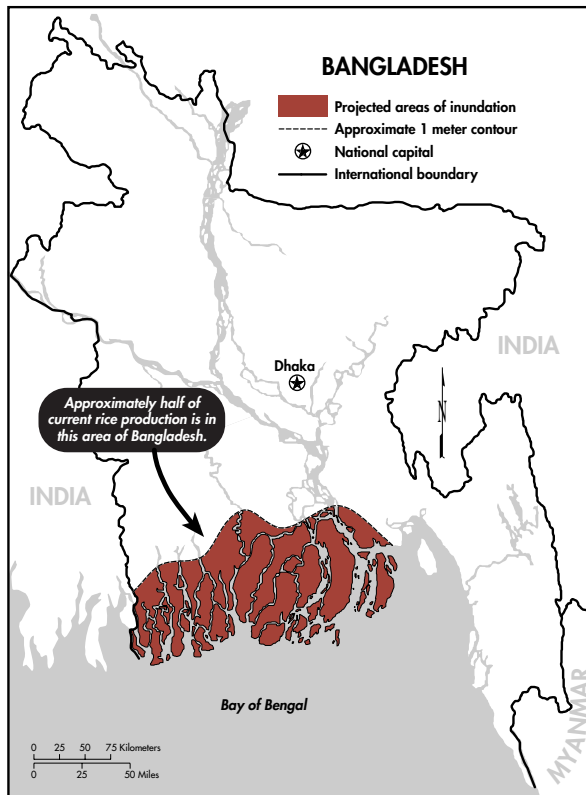 BANGLADESH
Projected areas of inundation
Approximate 1 meter contour
National capital
International boundary
INDIA
Dhaka
N
Approximately half of
current rice production is in
this area of Bangladesh.
INDIA
Bay of Bengal
MYANMAR
0 25 50 75 Kilometers
0 25 50 Miles